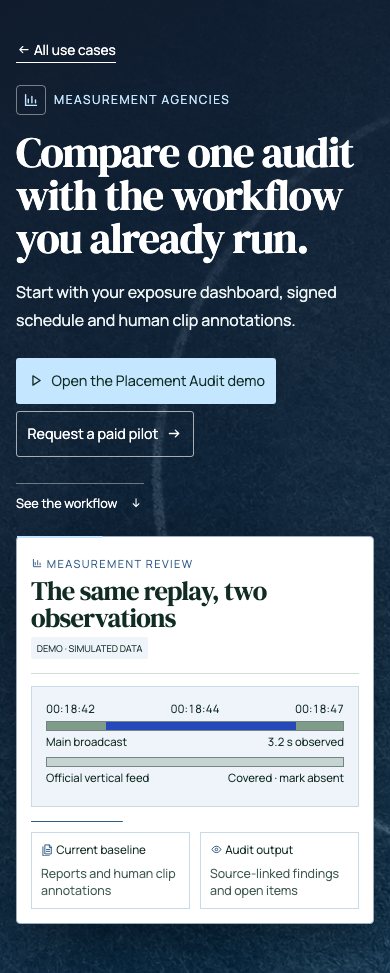 ← All use cases
MEASUREMENT AGENCIES
Compare one audit
with the workflow
you already run.
Start with your exposure dashboard, signed
schedule and human clip annotations.
Open the Placement Audit demo
Request a paid pilot →
See the workflow ↓
MEASUREMENT REVIEW
The same replay, two
observations
DEMO · SIMULATED DATA
00:18:42 00:18:44 00:18:47
Main broadcast 3.2 s observed
Official vertical feed Covered · mark absent
Current baseline
Reports and human clip
annotations
Audit output
Source-linked findings
and open items